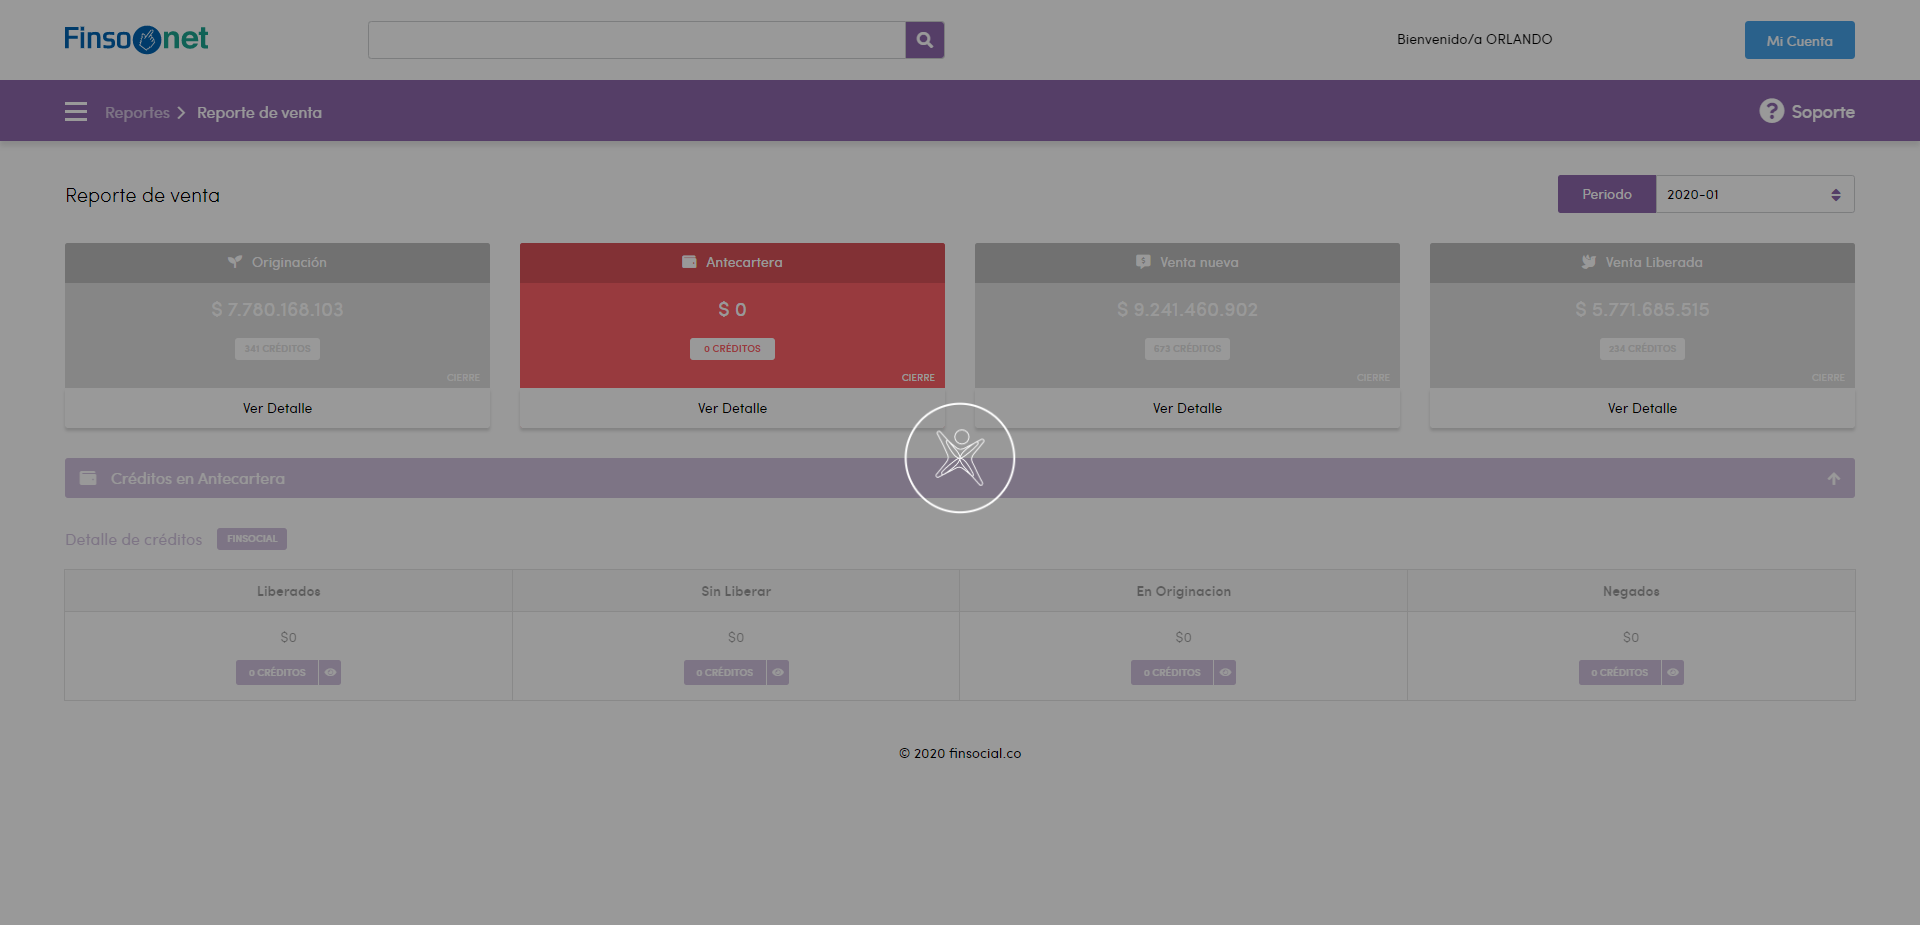 Finsonet
Bienvenido/a ORLANDO
Mi Cuenta
Reportes
Reporte de venta
Soporte
Reporte de venta
Periodo
2020-01
Originación
$ 7.780.168.103
341 CRÉDITOS
CIERRE
Ver Detalle
Antecartera
$ 0
0 CRÉDITOS
CIERRE
Ver Detalle
Venta nueva
$ 9.241.460.902
673 CRÉDITOS
CIERRE
Ver Detalle
Venta Liberada
$ 5.771.685.515
234 CRÉDITOS
CIERRE
Ver Detalle
Créditos en Antecartera
Detalle de créditos
FINSOCIAL
Liberados
Sin Liberar
En Originacion
Negados
$0
$0
$0
$0
0 CRÉDITOS
0 CRÉDITOS
0 CRÉDITOS
0 CRÉDITOS
© 2020 finsocial.co